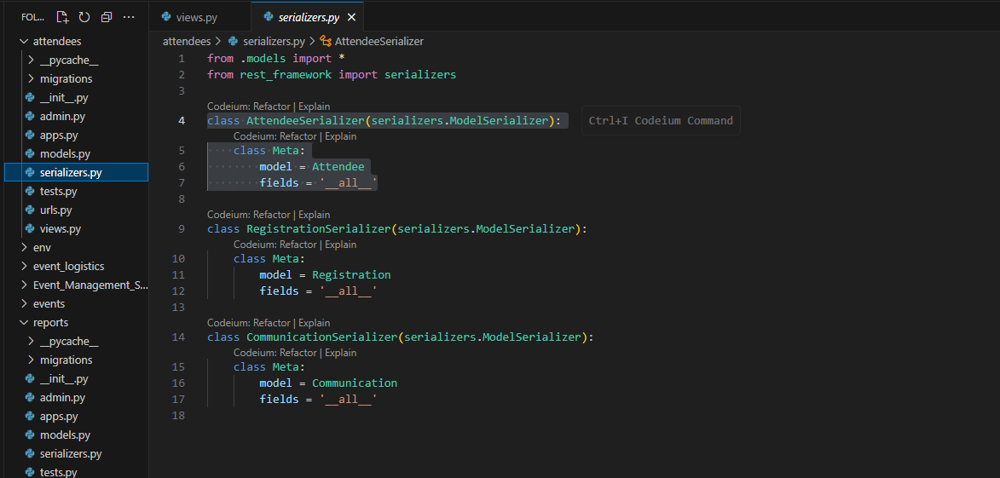 FOL...
attendees
__pycache__
migrations
__init__.py
admin.py
apps.py
models.py
serializers.py
tests.py
urls.py
views.py
env
event_logistics
Event_Management_S...
events
reports
__pycache__
migrations
__init__.py
admin.py
apps.py
models.py
serializers.py
tests.py
views.py
serializers.py
attendees > serializers.py > AttendeeSerializer
1 from .models import *
2 from rest_framework import serializers
3
Codeium: Refactor | Explain
4 class AttendeeSerializer(serializers.ModelSerializer):
Ctrl+I Codeium Command
Codeium: Refactor | Explain
5 class Meta:
6 model = Attendee
7 fields = '__all__'
8
Codeium: Refactor | Explain
9 class RegistrationSerializer(serializers.ModelSerializer):
Codeium: Refactor | Explain
10 class Meta:
11 model = Registration
12 fields = '__all__'
13
Codeium: Refactor | Explain
14 class CommunicationSerializer(serializers.ModelSerializer):
Codeium: Refactor | Explain
15 class Meta:
16 model = Communication
17 fields = '__all__'
18